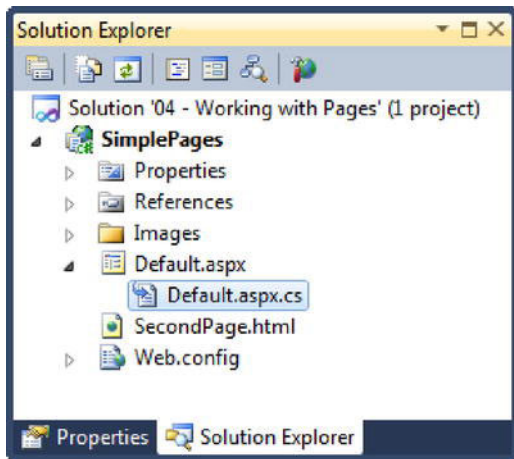 Solution Explorer
Solution '04 - Working with Pages' (1 project)
SimplePages
Properties
References
Images
Default.aspx
Default.aspx.cs
SecondPage.html
Web.config
Properties Solution Explorer